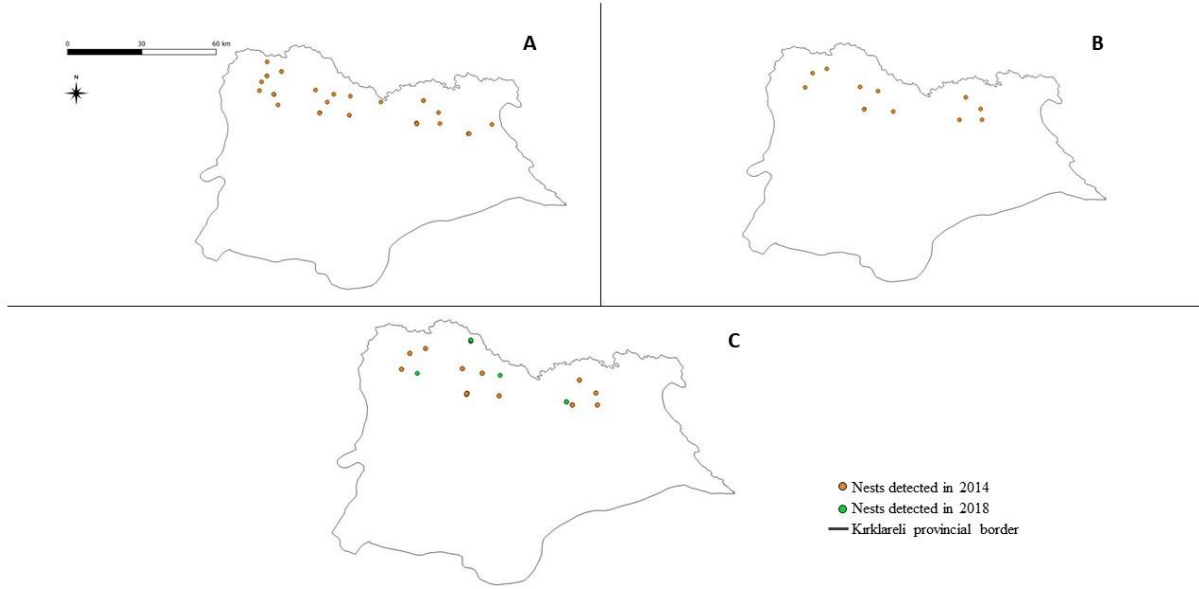 0 30 60 km
N
A
B
C
Nests detected in 2014
Nests detected in 2018
Kırklareli provincial border